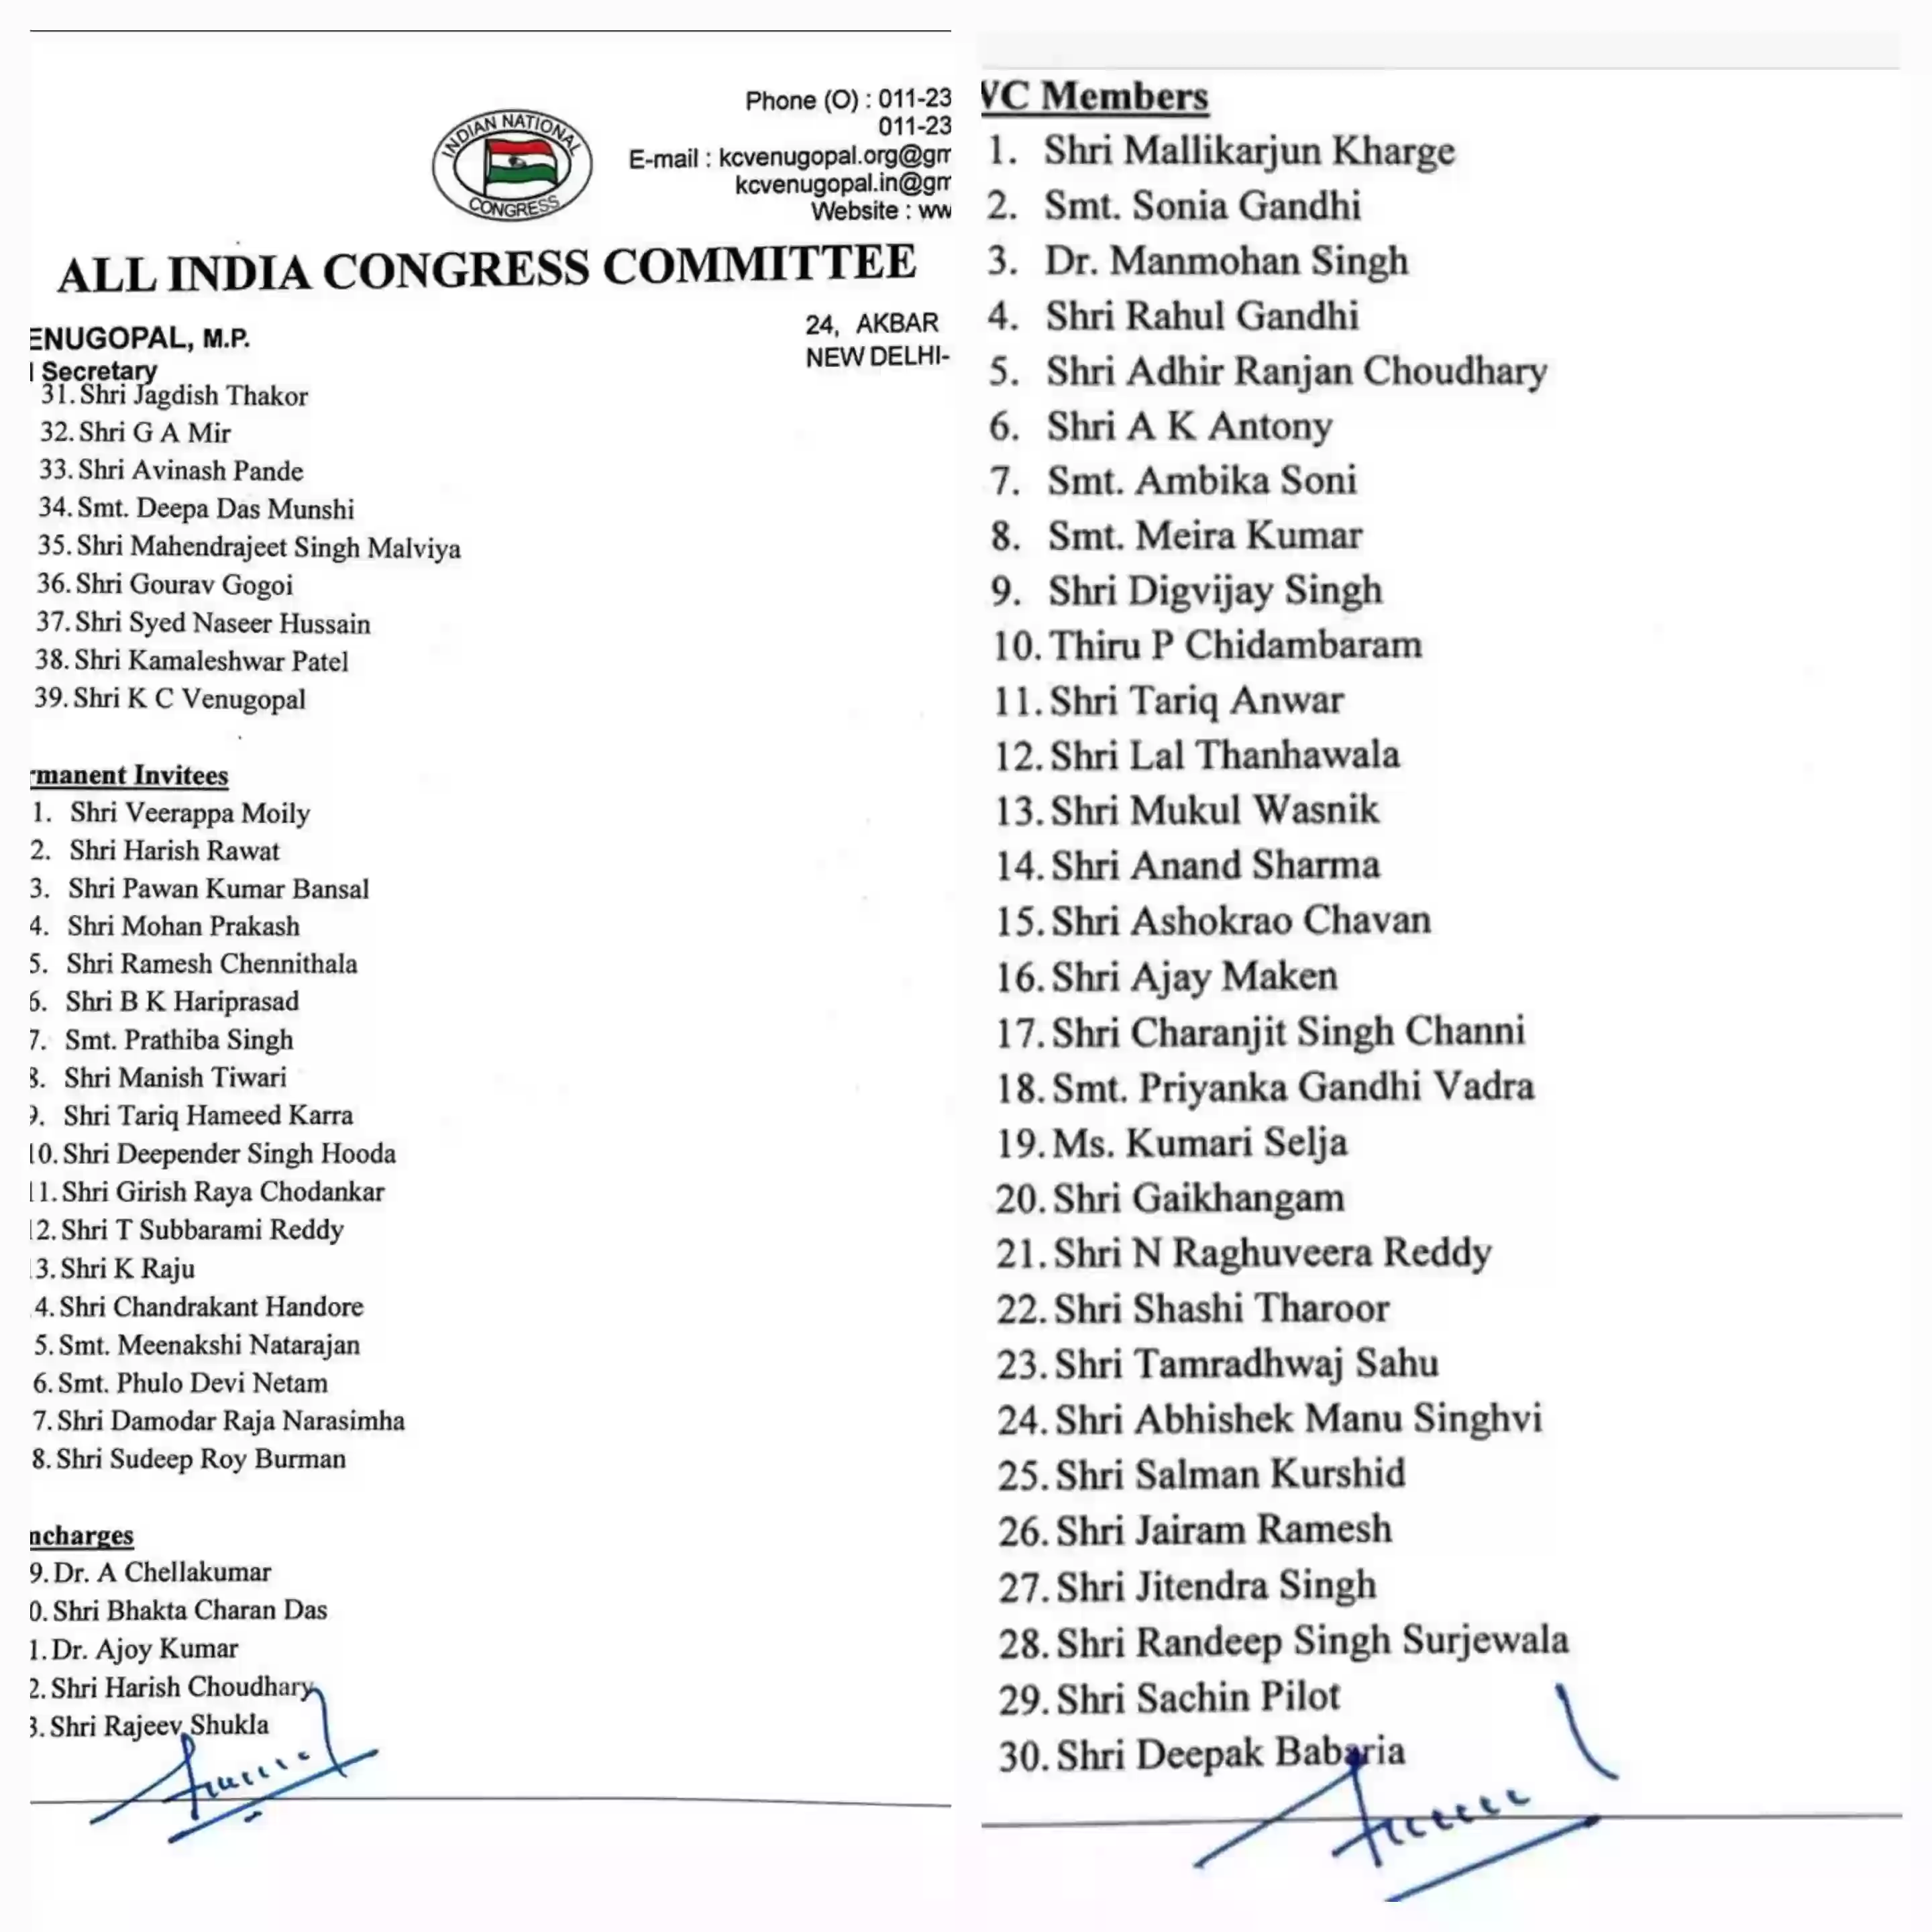 INDIAN NATIONAL
CONGRESS
Phone (O) : 011-23
011-23
E-mail : kcvenugopal.org@gm
kcvenugopal.in@gm
Website : ww
ALL INDIA CONGRESS COMMITTEE
ENUGOPAL, M.P.
Secretary
24, AKBAR
NEW DELHI-
31. Shri Jagdish Thakor
32. Shri G A Mir
33. Shri Avinash Pande
34. Smt. Deepa Das Munshi
35. Shri Mahendrajeet Singh Malviya
36. Shri Gourav Gogoi
37. Shri Syed Naseer Hussain
38. Shri Kamaleshwar Patel
39. Shri K C Venugopal
rmanent Invitees
1. Shri Veerappa Moily
2. Shri Harish Rawat
3. Shri Pawan Kumar Bansal
4. Shri Mohan Prakash
5. Shri Ramesh Chennithala
6. Shri B K Hariprasad
7. Smt. Prathiba Singh
8. Shri Manish Tiwari
9. Shri Tariq Hameed Karra
10. Shri Deepender Singh Hooda
11. Shri Girish Raya Chodankar
12. Shri T Subbarami Reddy
3. Shri K Raju
4. Shri Chandrakant Handore
5. Smt. Meenakshi Natarajan
6. Smt. Phulo Devi Netam
7. Shri Damodar Raja Narasimha
8. Shri Sudeep Roy Burman
ncharges
9. Dr. A Chellakumar
0. Shri Bhakta Charan Das
1. Dr. Ajoy Kumar
2. Shri Harish Choudhary
3. Shri Rajeev Shukla
VC Members
1. Shri Mallikarjun Kharge
2. Smt. Sonia Gandhi
3. Dr. Manmohan Singh
4. Shri Rahul Gandhi
5. Shri Adhir Ranjan Choudhary
6. Shri A K Antony
7. Smt. Ambika Soni
8. Smt. Meira Kumar
9. Shri Digvijay Singh
10. Thiru P Chidambaram
11. Shri Tariq Anwar
12. Shri Lal Thanhawala
13. Shri Mukul Wasnik
14. Shri Anand Sharma
15. Shri Ashokrao Chavan
16. Shri Ajay Maken
17. Shri Charanjit Singh Channi
18. Smt. Priyanka Gandhi Vadra
19. Ms. Kumari Selja
20. Shri Gaikhangam
21. Shri N Raghuveera Reddy
22. Shri Shashi Tharoor
23. Shri Tamradhwaj Sahu
24. Shri Abhishek Manu Singhvi
25. Shri Salman Kurshid
26. Shri Jairam Ramesh
27. Shri Jitendra Singh
28. Shri Randeep Singh Surjewala
29. Shri Sachin Pilot
30. Shri Deepak Babaria